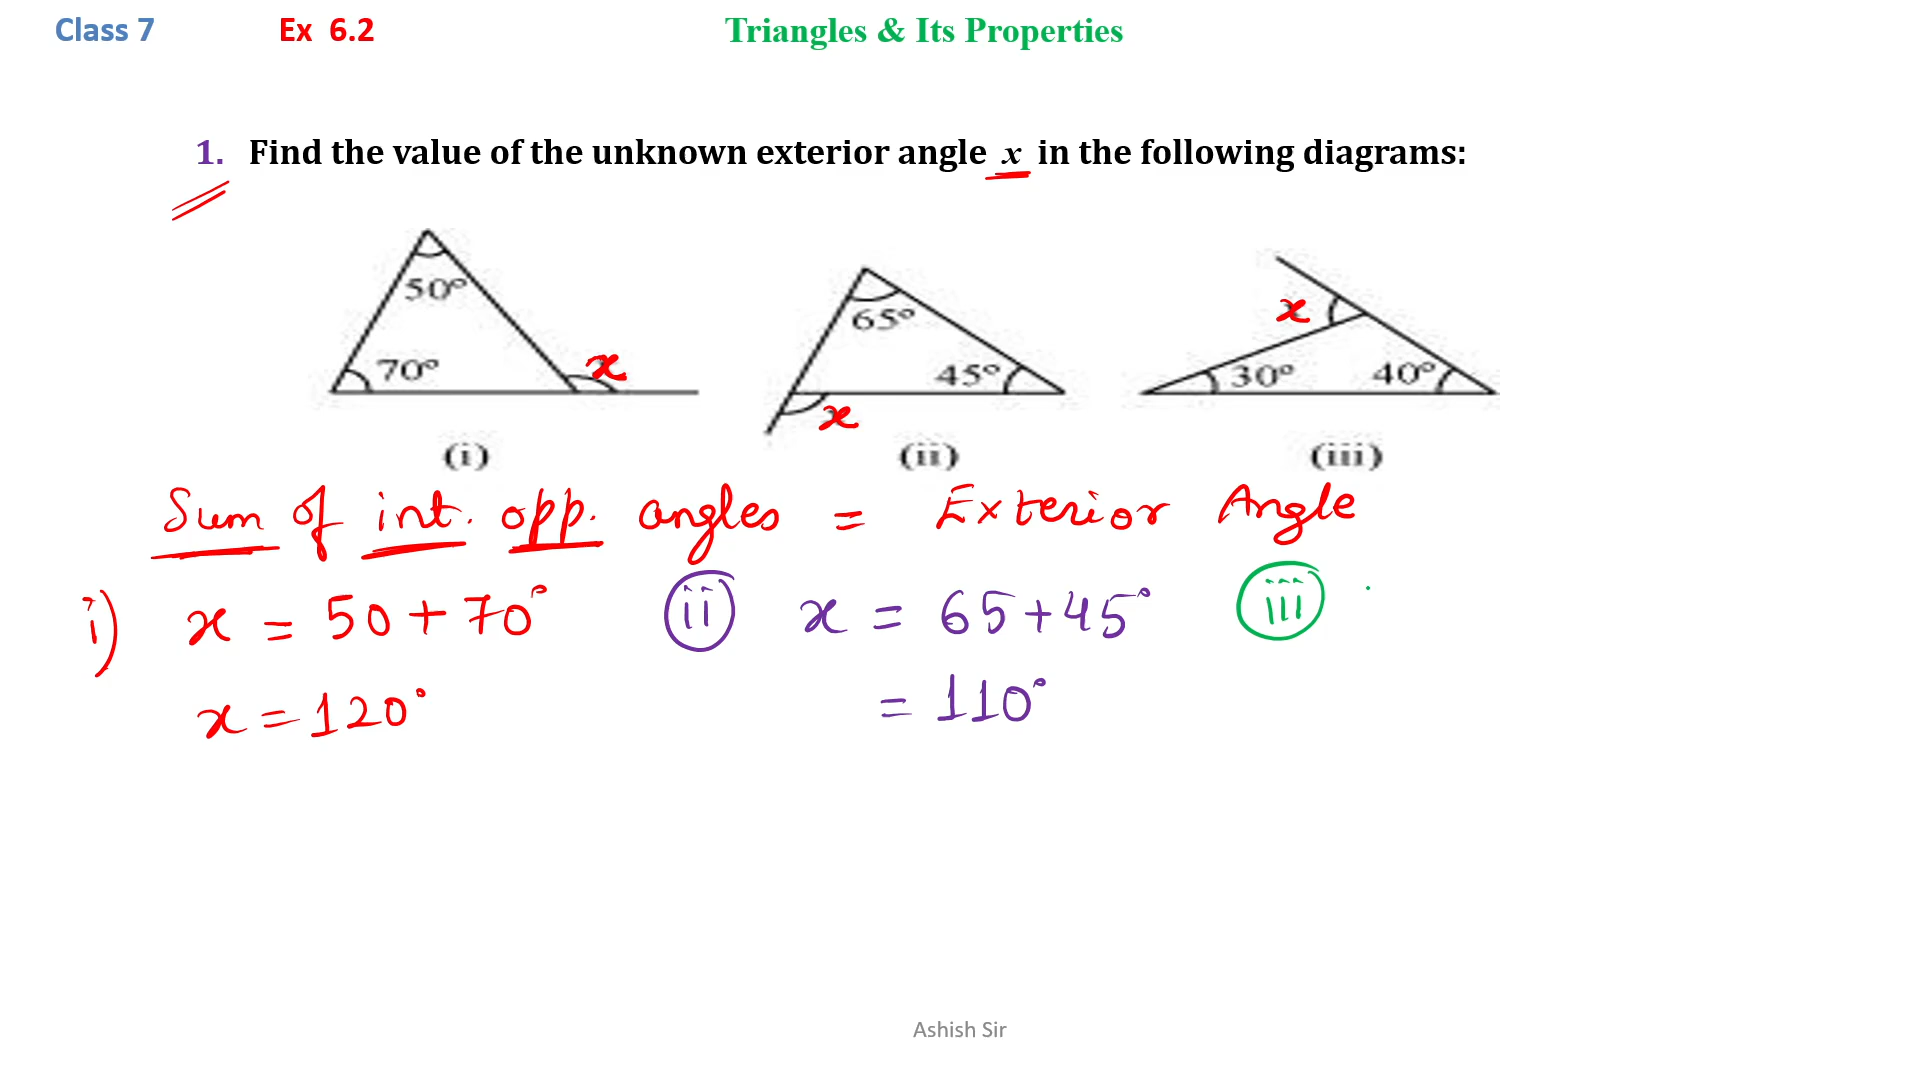 Class 7 Ex 6.2 Triangles & Its Properties
1. Find the value of the unknown exterior angle x in the following diagrams:
50° 70° x
65° 45° x
x 30° 40°
(i) (ii) (iii)
Sum of int. opp. angles = Exterior Angle
i) x = 50 + 70° ii x = 65 + 45° iii
x = 120° = 110°
Ashish Sir